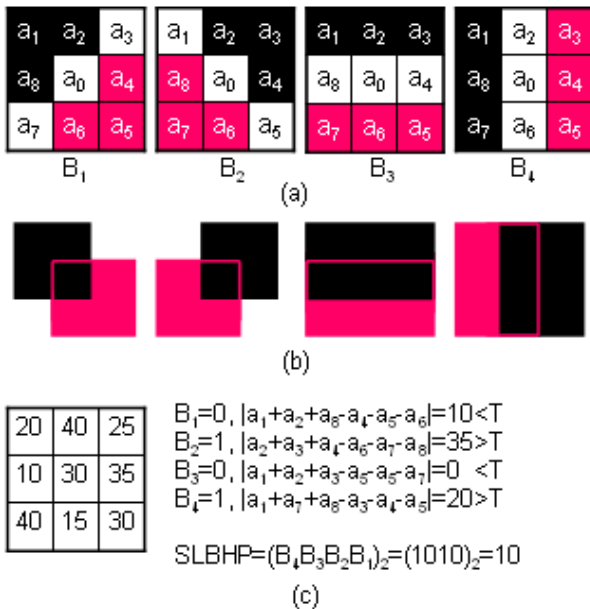 a₁ a₂ a₃ a₁ a₂ a₃ a₁ a₂ a₃ a₁ a₂ a₃
a₈ a₀ a₄ a₈ a₀ a₄ a₈ a₀ a₄ a₈ a₀ a₄
a₇ a₆ a₅ a₇ a₆ a₅ a₇ a₆ a₅ a₇ a₆ a₅
B₁ B₂ B₃ B₄
(a)
(b)
20 40 25
10 30 35
40 15 30
B₁=0, |a₁+a₂+a₈-a₄-a₅-a₆|=10<T
B₂=1, |a₂+a₃+a₄-a₆-a₇-a₈|=35>T
B₃=0, |a₁+a₂+a₃-a₅-a₅-a₇|=0 <T
B₄=1, |a₁+a₇+a₈-a₃-a₄-a₅|=20>T
SLBHP=(B₄B₃B₂B₁)₂=(1010)₂=10
(c)